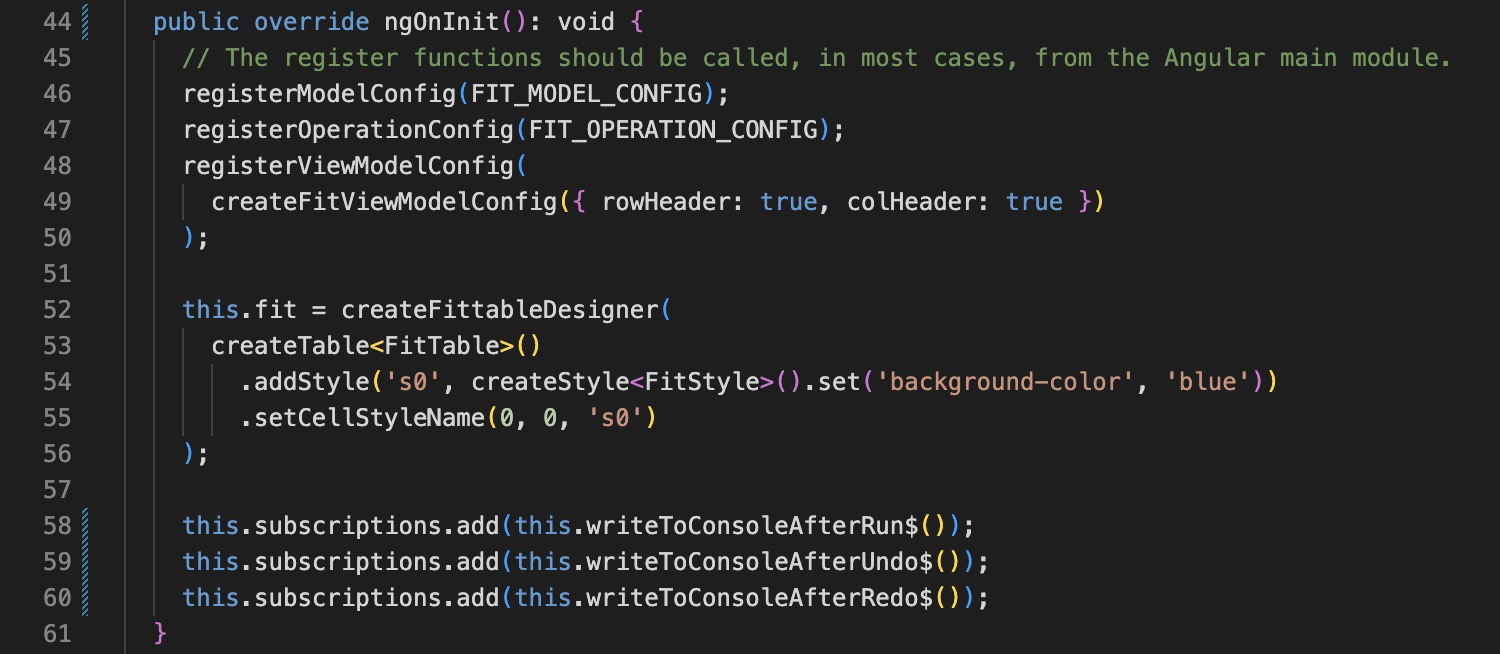 44 public override ngOnInit(): void {
45 // The register functions should be called, in most cases, from the Angular main module.
46 registerModelConfig(FIT_MODEL_CONFIG);
47 registerOperationConfig(FIT_OPERATION_CONFIG);
48 registerViewModelConfig(
49 createFitViewModelConfig({ rowHeader: true, colHeader: true })
50 );
51
52 this.fit = createFittableDesigner(
53 createTable<FitTable>()
54 .addStyle('s0', createStyle<FitStyle>().set('background-color', 'blue'))
55 .setCellStyleName(0, 0, 's0')
56 );
57
58 this.subscriptions.add(this.writeToConsoleAfterRun$());
59 this.subscriptions.add(this.writeToConsoleAfterUndo$());
60 this.subscriptions.add(this.writeToConsoleAfterRedo$());
61 }